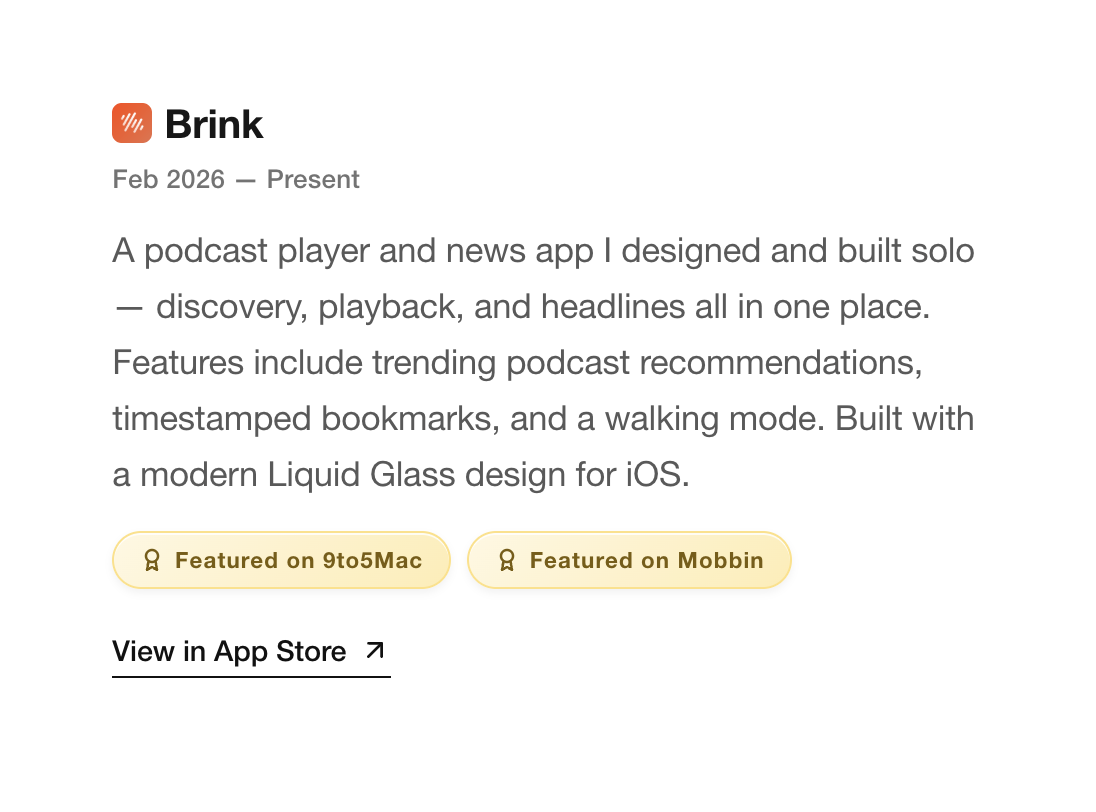 Brink
Feb 2026 — Present
A podcast player and news app I designed and built solo
— discovery, playback, and headlines all in one place.
Features include trending podcast recommendations,
timestamped bookmarks, and a walking mode. Built with
a modern Liquid Glass design for iOS.
Featured on 9to5Mac
Featured on Mobbin
View in App Store